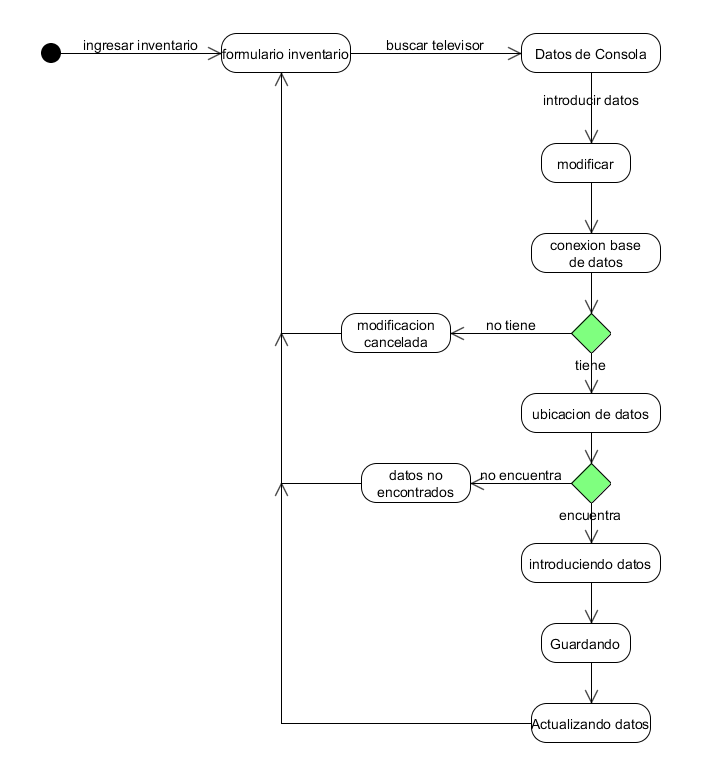 ingresar inventario
formulario inventario
buscar televisor
Datos de Consola
introducir datos
modificar
conexion base
de datos
modificacion
cancelada
no tiene
tiene
ubicacion de datos
datos no
encontrados
no encuentra
encuentra
introduciendo datos
Guardando
Actualizando datos